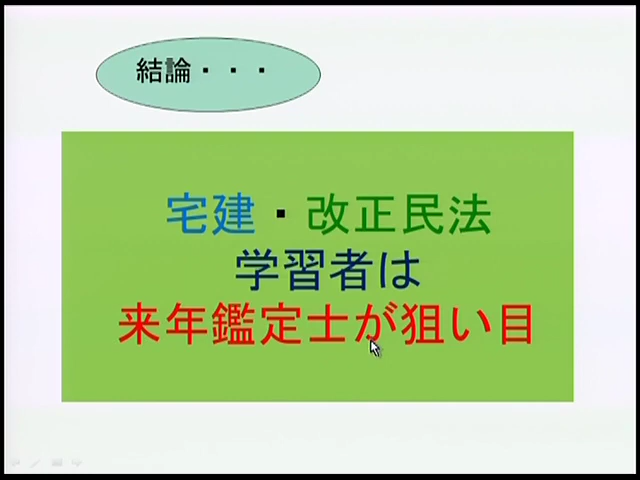 結論・・・
宅建・改正民法
学習者は
来年鑑定士が狙い目